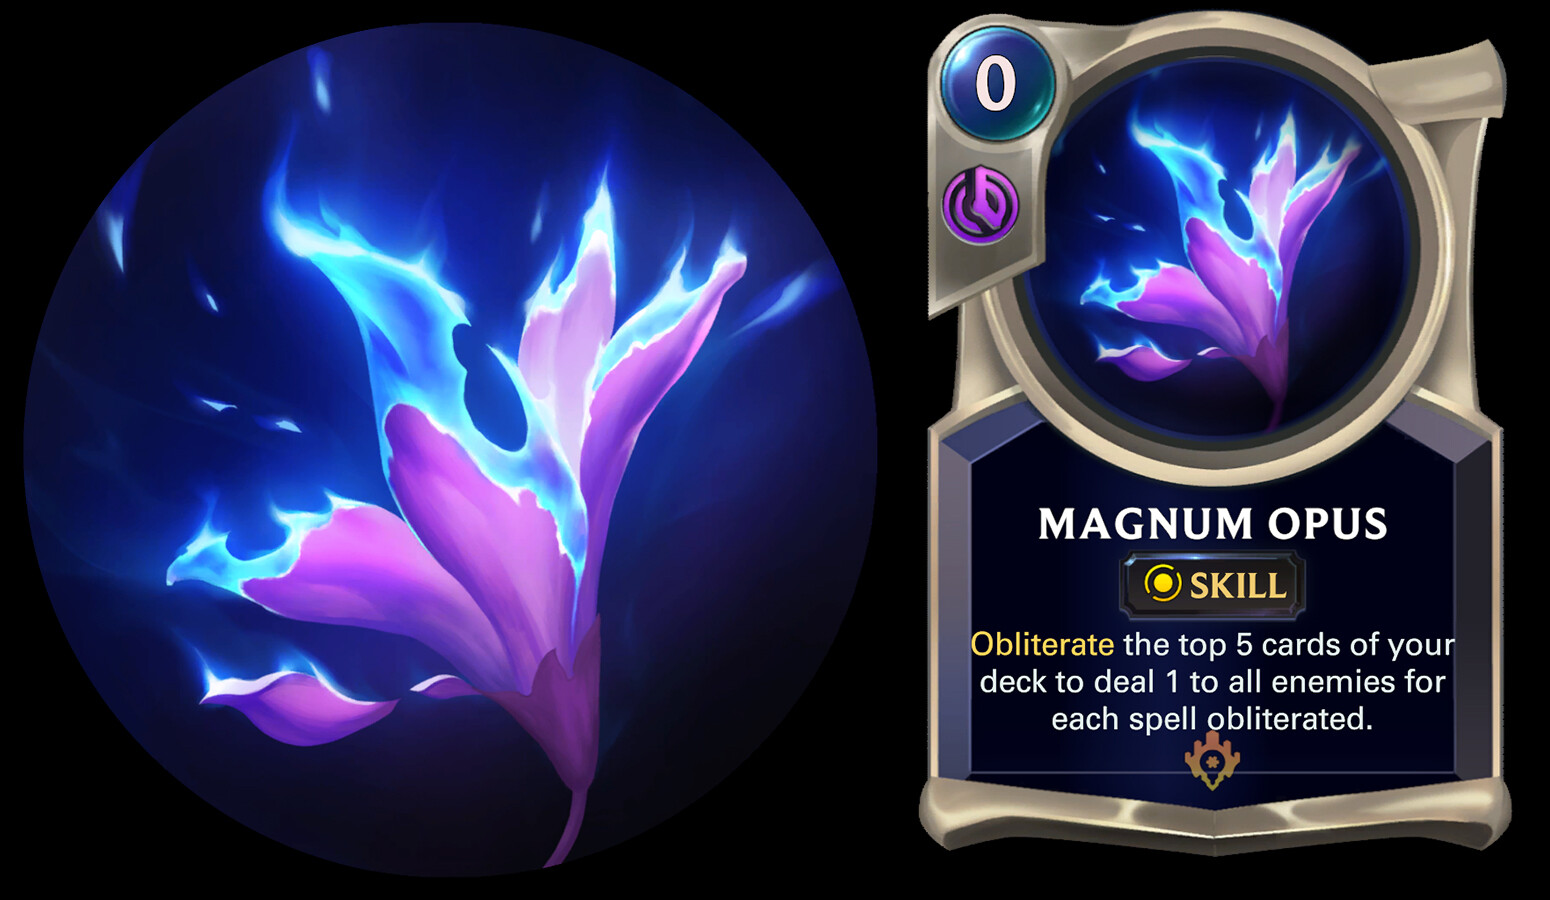 0
MAGNUM OPUS
SKILL
Obliterate the top 5 cards of your
deck to deal 1 to all enemies for
each spell obliterated.